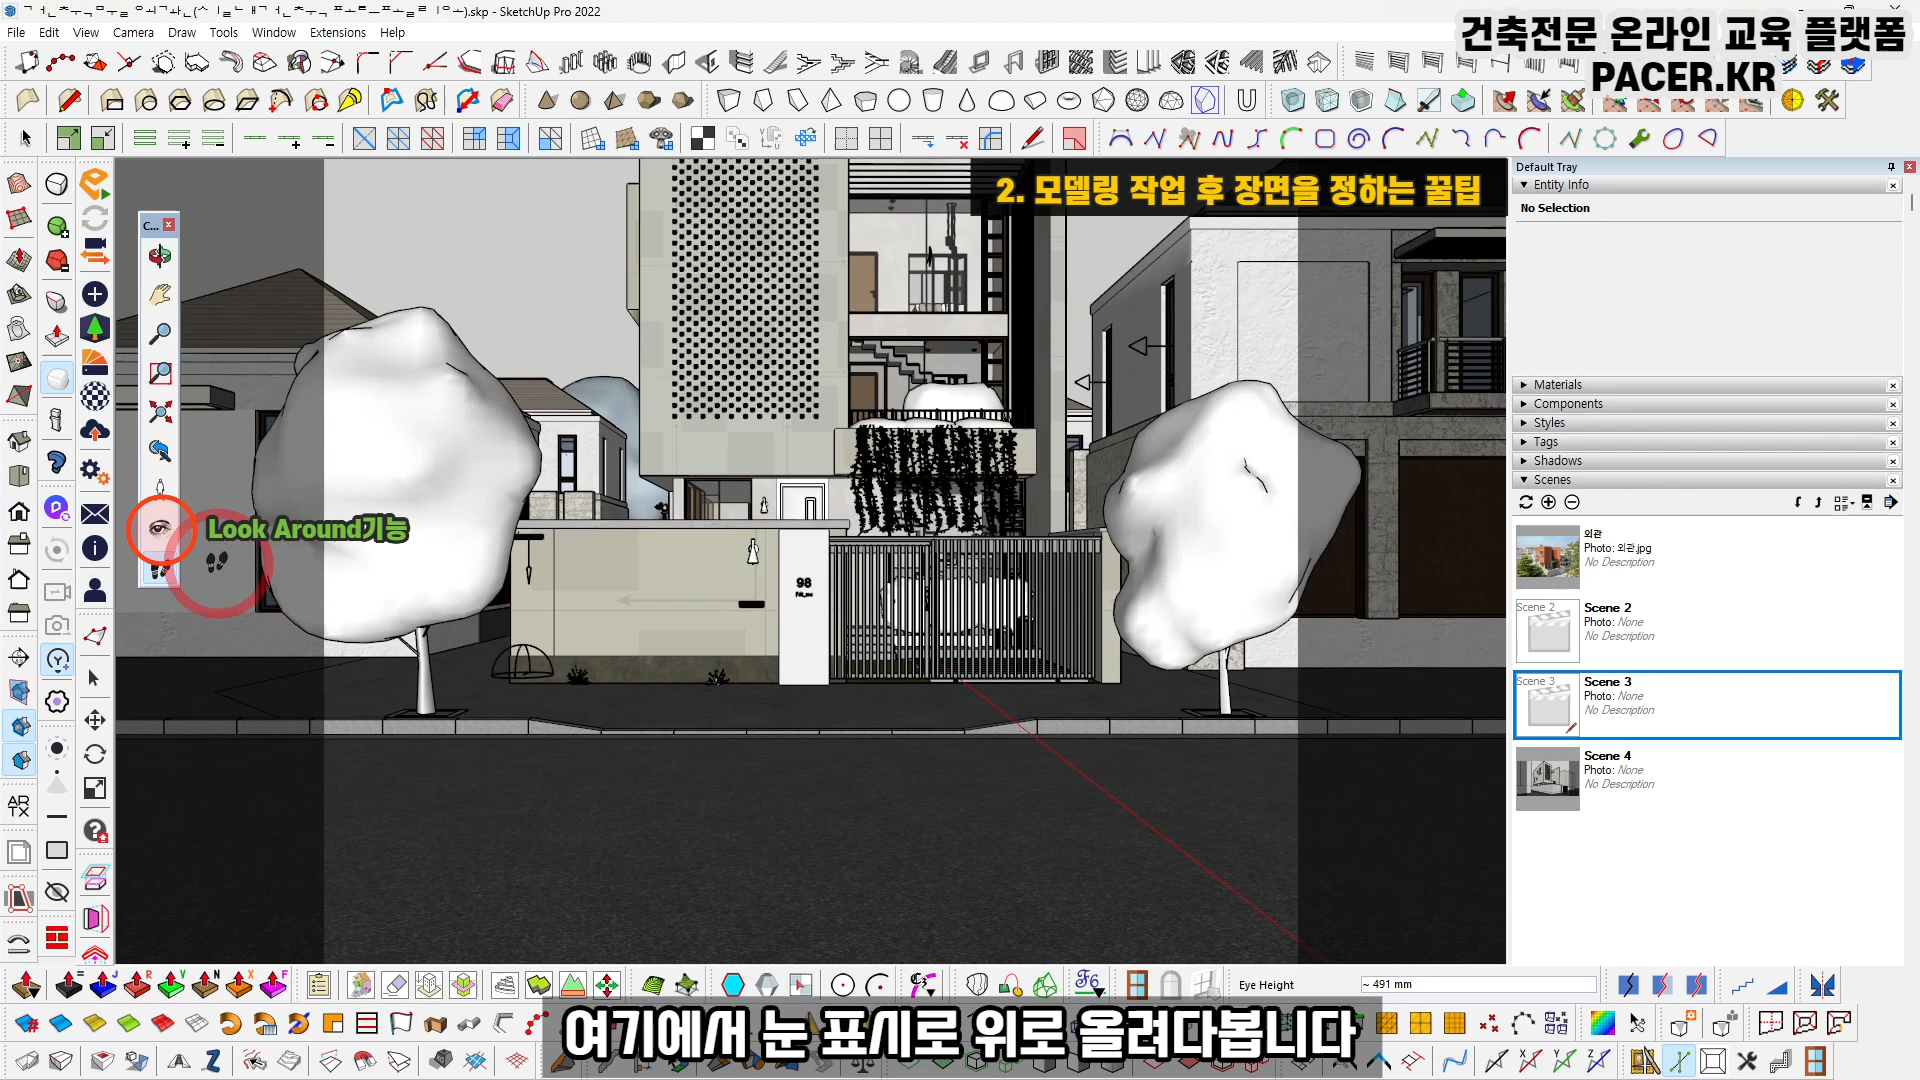 .skp - SketchUp Pro 2022
건축전문 온라인 교육 플랫폼
PACER.KR
File Edit View Camera Draw Tools Window Extensions Help
2. 모델링 작업 후 장면을 정하는 꿀팁
Default Tray
Entity Info
No Selection
C...
98
Look Around기능
Materials
Components
Styles
Tags
Shadows
Scenes
외관
Photo: 외관.jpg
No Description
Scene 2
Scene 2
Photo: None
No Description
Scene 3
Scene 3
Photo: None
No Description
Scene 4
Photo: None
No Description
AR
TX
Eye Height
~ 491 mm
여기에서 눈 표시로 위로 올려다봅니다